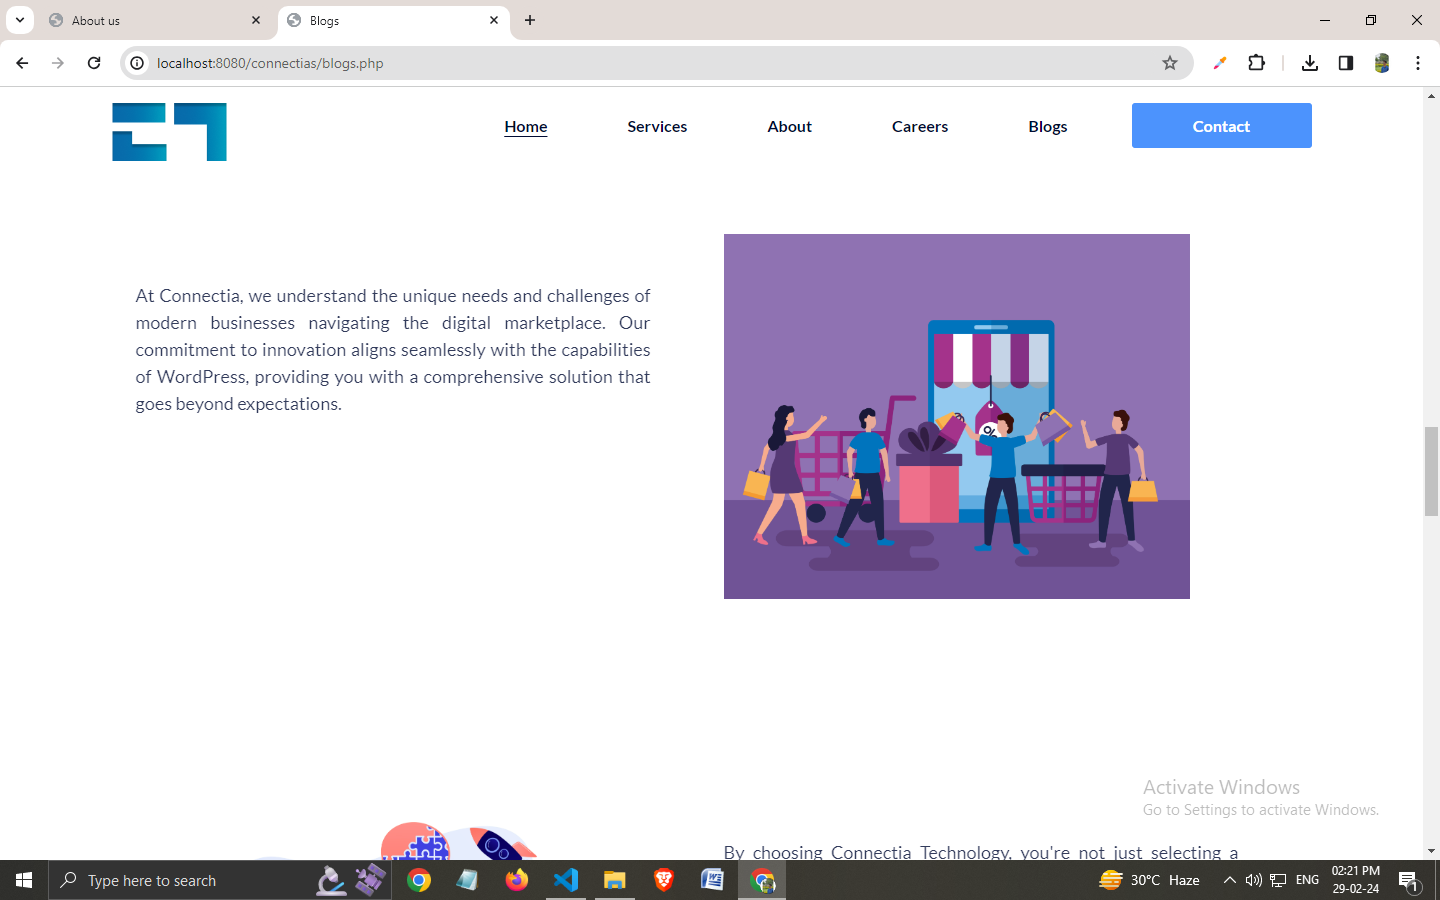 About us
Blogs
localhost:8080/connectias/blogs.php
Home Services About Careers Blogs Contact
At Connectia, we understand the unique needs and challenges of
modern businesses navigating the digital marketplace. Our
commitment to innovation aligns seamlessly with the capabilities
of WordPress, providing you with a comprehensive solution that
goes beyond expectations.
%
Activate Windows
Go to Settings to activate Windows.
By choosing Connectia Technology, you're not just selecting a
Type here to search
30°C Haze
ENG
02:21 PM
29-02-24
1